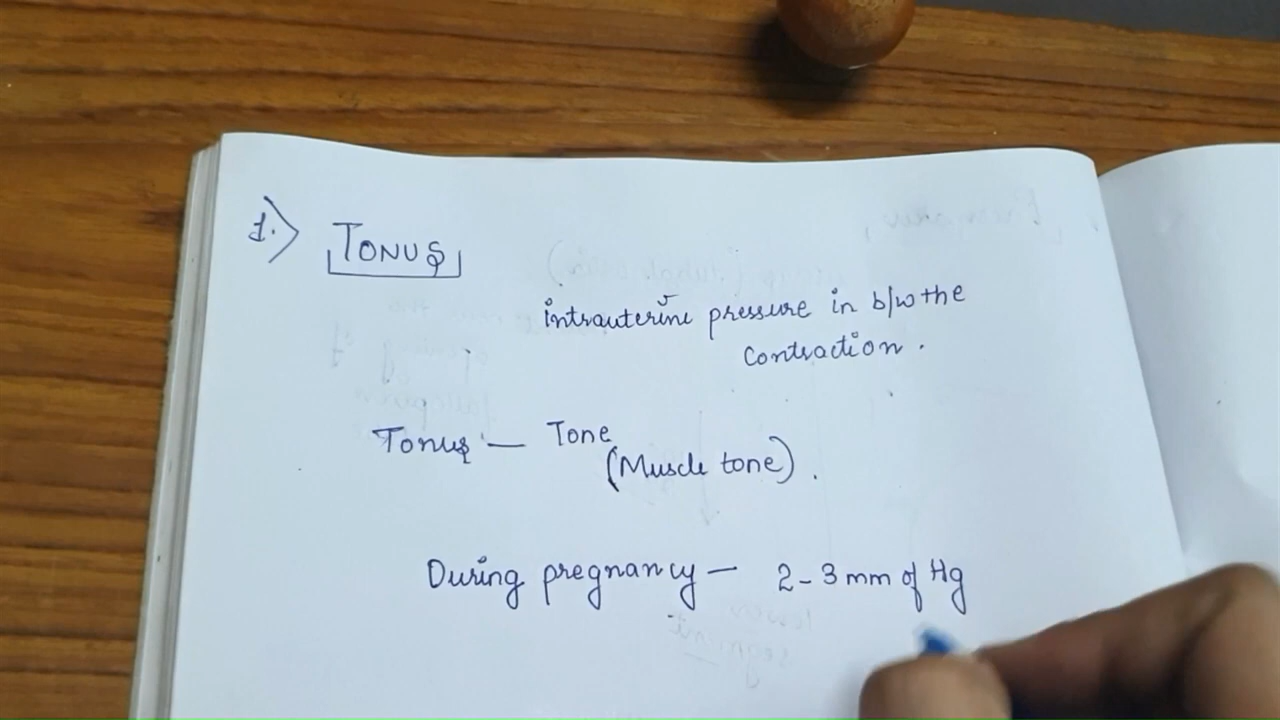 1.) TONUS
intrauterine pressure in b/w the
contraction.
Tonus — Tone
(Muscle tone).
During pregnancy — 2-3 mm of Hg